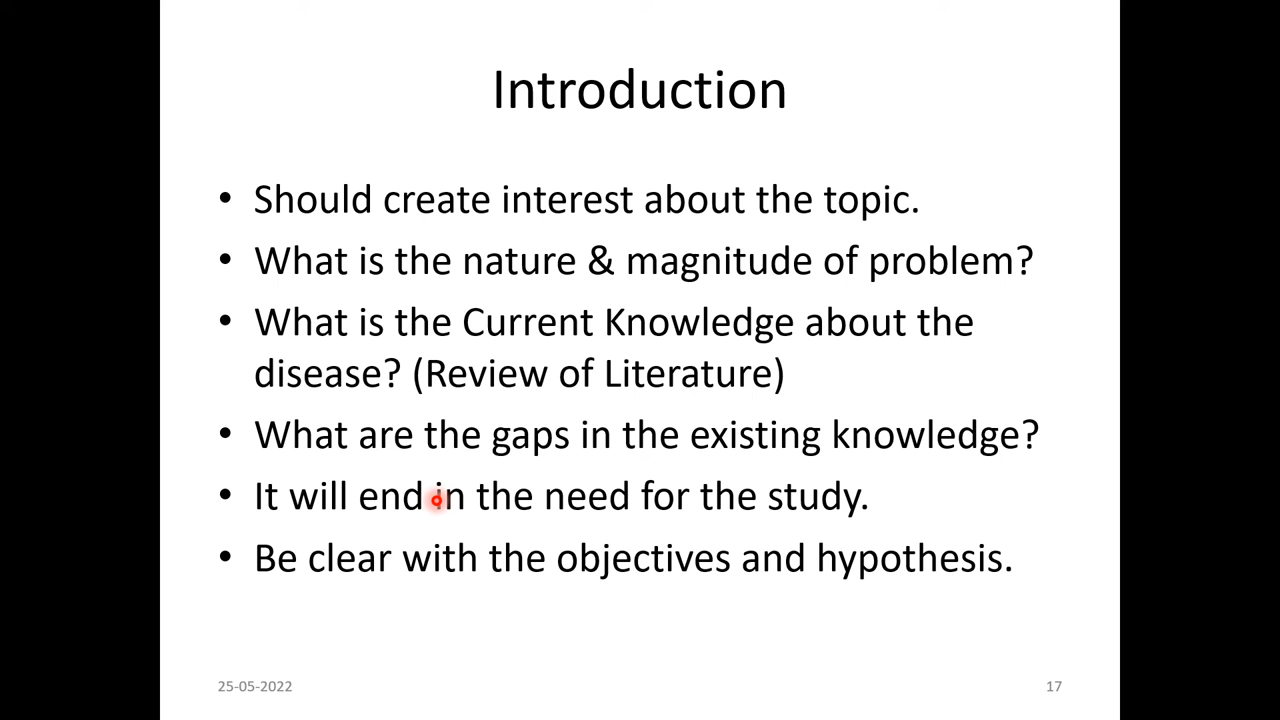 Introduction
• Should create interest about the topic.
• What is the nature & magnitude of problem?
• What is the Current Knowledge about the
disease? (Review of Literature)
• What are the gaps in the existing knowledge?
• It will end in the need for the study.
• Be clear with the objectives and hypothesis.
25-05-2022
17